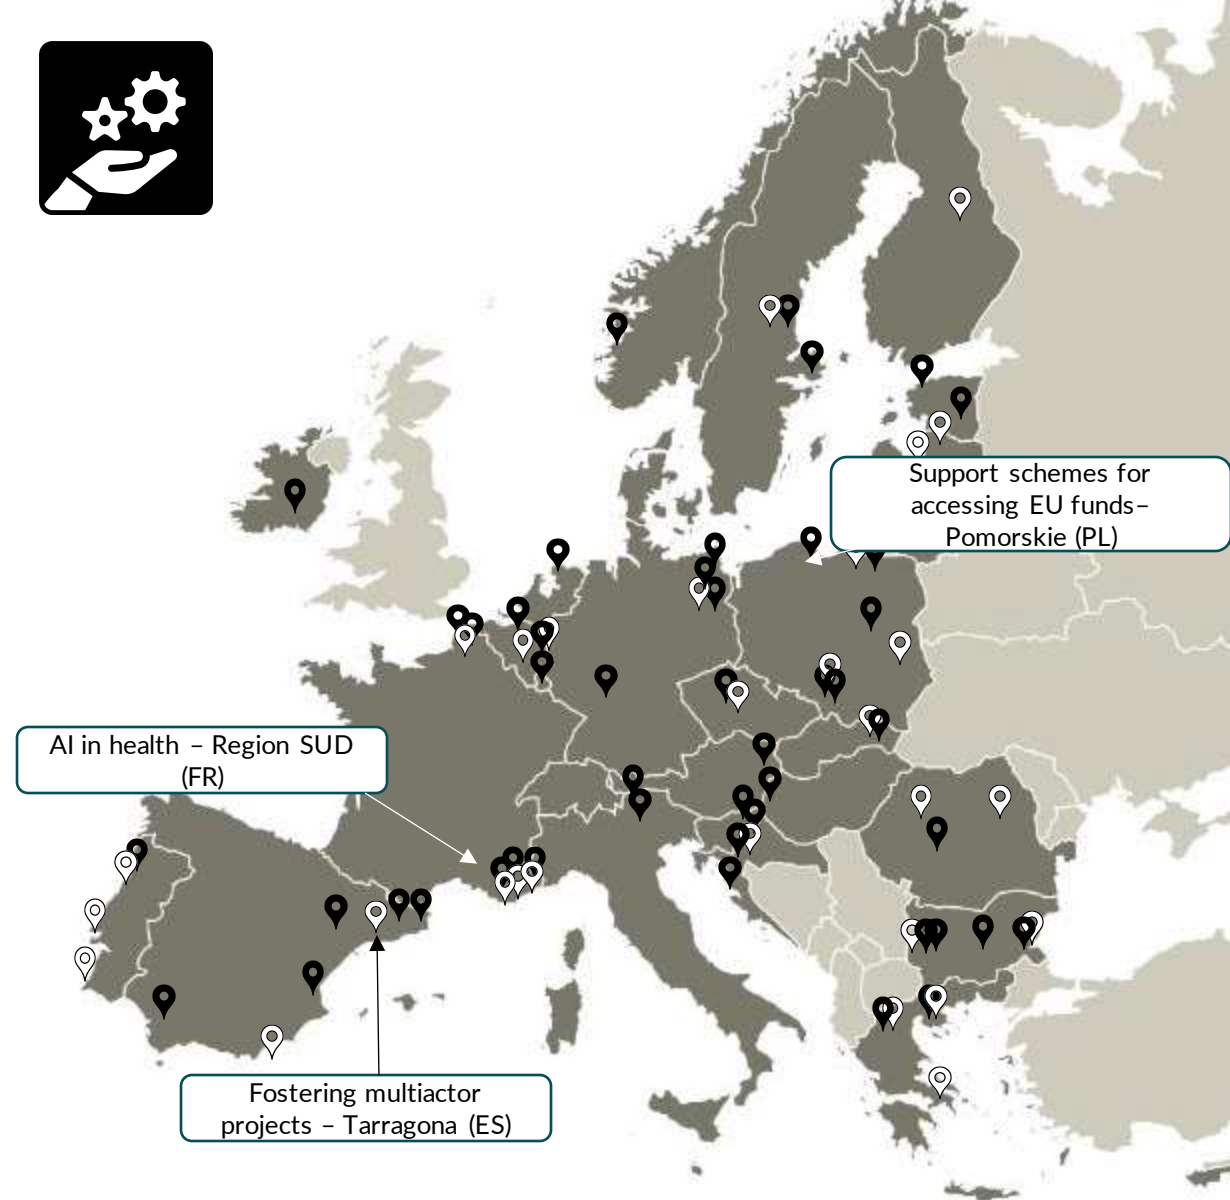 Support schemes for
accessing EU funds–
Pomorskie (PL)
AI in health – Region SUD
(FR)
Fostering multiactor
projects – Tarragona (ES)